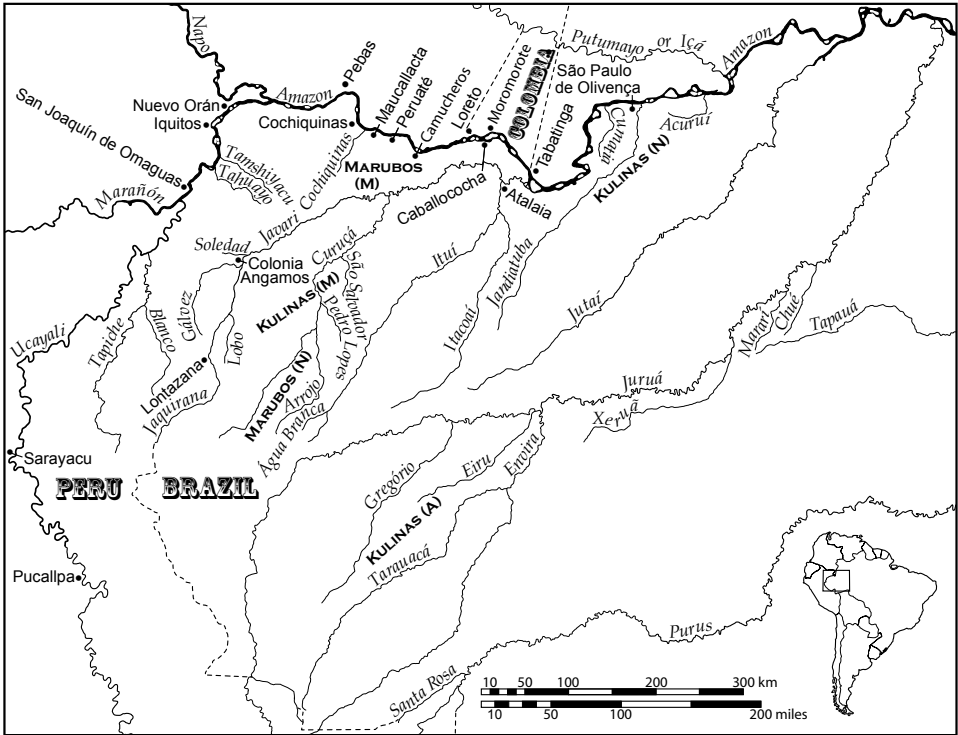 Napo
Putumayo or Içá
Amazon
Pebas
Maucallacta
Peruaté
Camucheros
Loreto
Moromorote
COLOMBIA
São Paulo
de Olivença
Tabatinga
San Joaquín de Omaguas
Nuevo Orán
Iquitos
Amazon
Cochiquinas
Camateu
Acuruí
Tamshiyacu
Tahuayo
Cochiquinas
MARUBOS
(M)
KULINAS (N)
Marañón
Caballococha
Atalaia
Javari
Soledad
Colonia
Angamos
Curuçá
Ituí
Jandiatuba
São Salvador
KULINAS (M)
Pedro Lopes
Gálvez
Blanco
Tapiche
Ucayali
Lobo
Itacoaí
Jutaí
Mararí
Chué
Tapauá
Lontazana
Jaquirana
MARUBOS (N)
Arrojo
Água Branca
Juruá
Xeruã
Sarayacu
PERU
BRAZIL
Gregório
Eiru
Envira
KULINAS (A)
Tarauacá
Pucallpa
Purus
Santa Rosa
10 50 100 200 300 km
10 50 100 200 miles